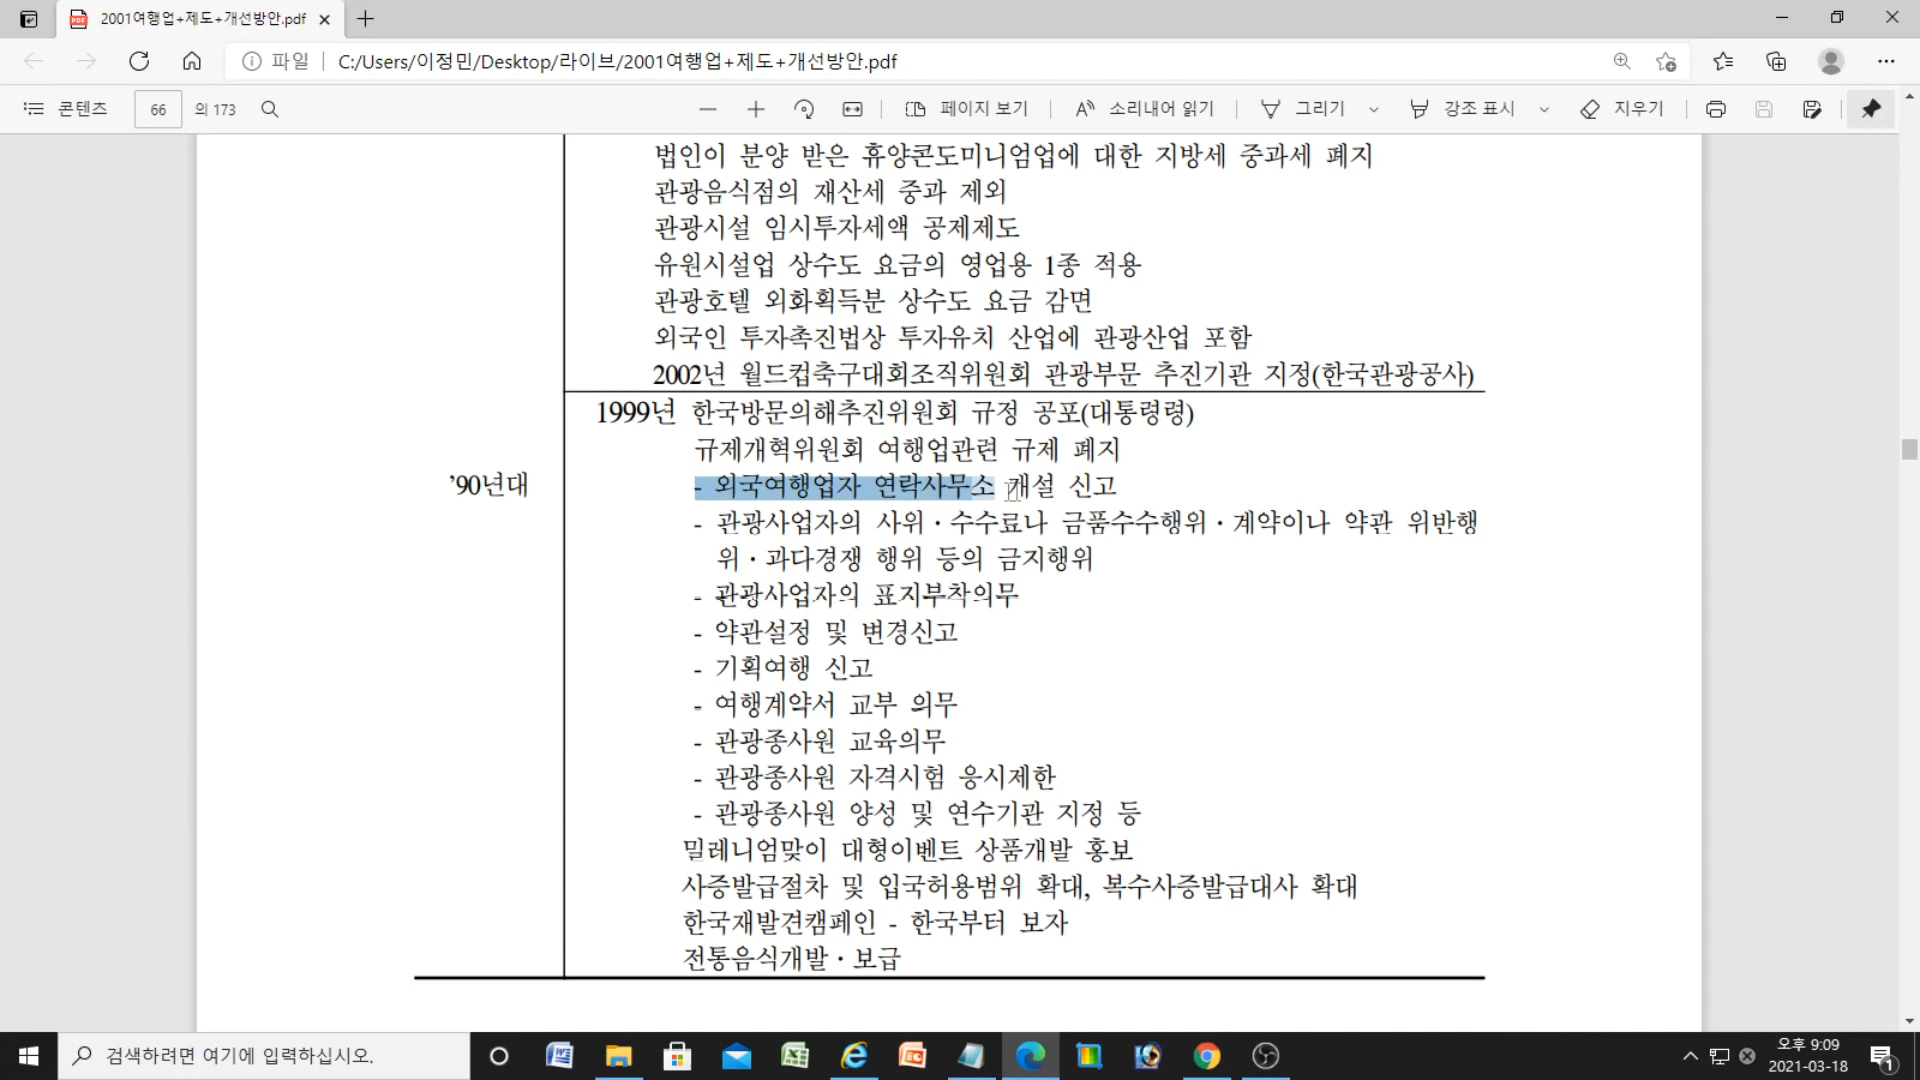 2001여행업+제도+개선방안.pdf
파일 C:/Users/이정민/Desktop/라이브/2001여행업+제도+개선방안.pdf
콘텐츠 66 의 173 페이지 보기 소리내어 읽기 그리기 강조 표시 지우기
법인이 분양 받은 휴양콘도미니엄업에 대한 지방세 중과세 폐지
관광음식점의 재산세 중과 제외
관광시설 임시투자세액 공제제도
유원시설업 상수도 요금의 영업용 1종 적용
관광호텔 외화획득분 상수도 요금 감면
외국인 투자촉진법상 투자유치 산업에 관광산업 포함
2002년 월드컵축구대회조직위원회 관광부문 추진기관 지정(한국관광공사)
1999년 한국방문의해추진위원회 규정 공포(대통령령)
규제개혁위원회 여행업관련 규제 폐지
'90년대
- 외국여행업자 연락사무소 개설 신고
- 관광사업자의 사위·수수료나 금품수수행위·계약이나 약관 위반행
위·과다경쟁 행위 등의 금지행위
- 관광사업자의 표지부착의무
- 약관설정 및 변경신고
- 기획여행 신고
- 여행계약서 교부 의무
- 관광종사원 교육의무
- 관광종사원 자격시험 응시제한
- 관광종사원 양성 및 연수기관 지정 등
밀레니엄맞이 대형이벤트 상품개발 홍보
사증발급절차 및 입국허용범위 확대, 복수사증발급대사 확대
한국재발견캠페인 - 한국부터 보자
전통음식개발·보급
검색하려면 여기에 입력하십시오.
오후 9:09
2021-03-18
1